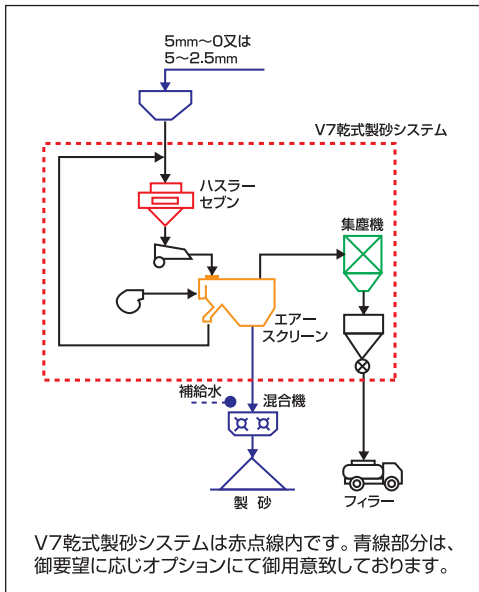 5mm～0又は
5～2.5mm
V7乾式製砂システム
ハスラー
セブン
集塵機
エアー
スクリーン
補給水
混合機
製 砂
フィラー
V7乾式製砂システムは赤点線内です。青線部分は、
御要望に応じオプションにて御用意致しております。